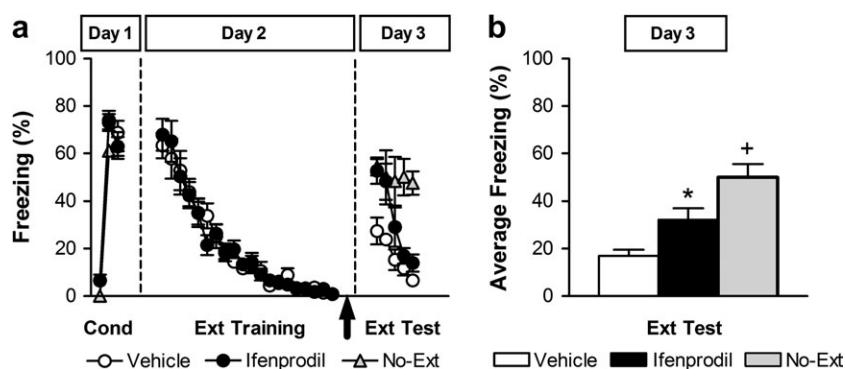 a
Day 1
Day 2
Day 3
Freezing (%)
100
80
60
40
20
0
Cond
Ext Training
Ext Test
Vehicle
Ifenprodil
No-Ext
b
Day 3
Average Freezing (%)
100
80
60
40
20
0
*
+
Ext Test
Vehicle
Ifenprodil
No-Ext